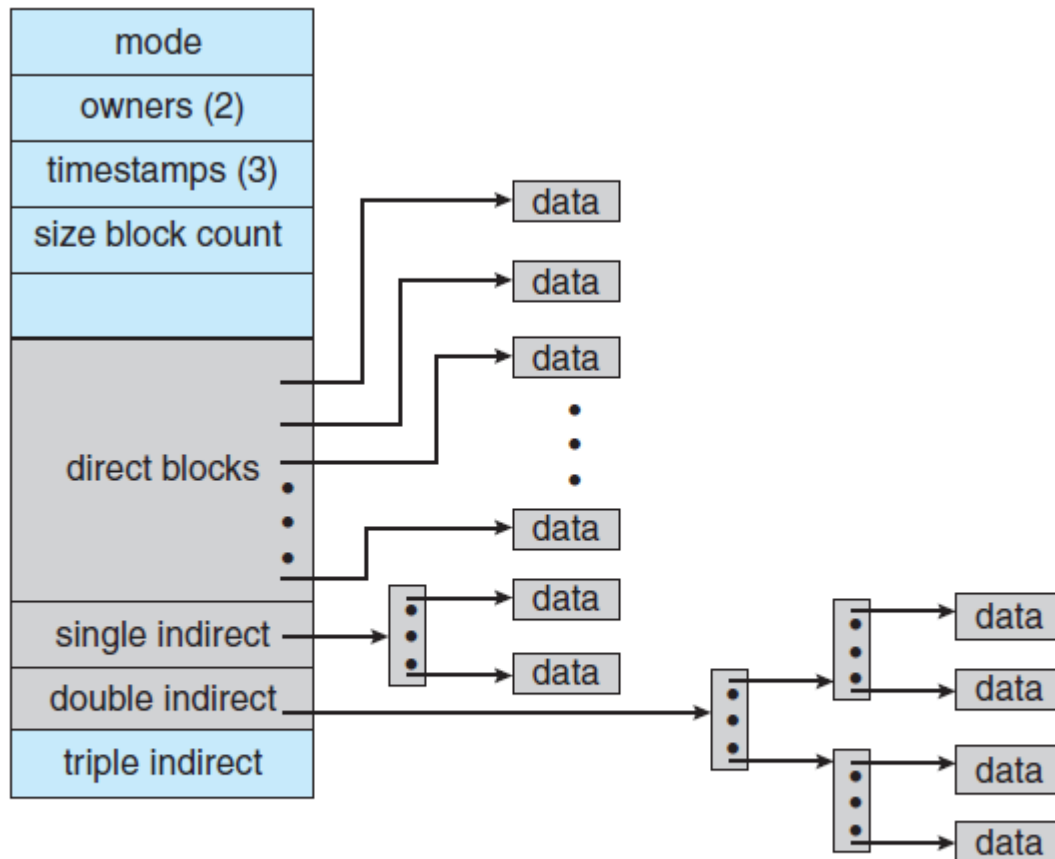 mode
owners (2)
timestamps (3)
size block count
data
data
data
direct blocks
data
data
single indirect
data
double indirect
triple indirect
data
data
data
data